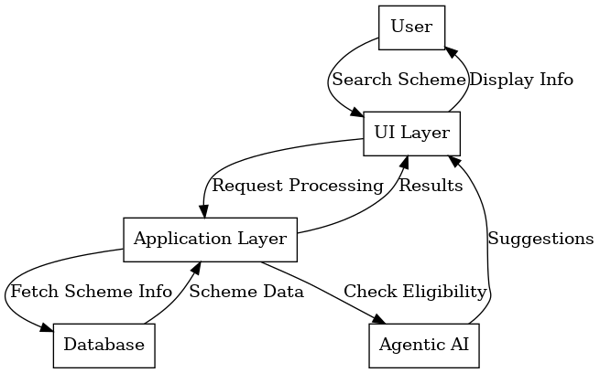 User
Search Scheme
Display Info
UI Layer
Request Processing
Results
Suggestions
Application Layer
Fetch Scheme Info
Scheme Data
Check Eligibility
Database
Agentic AI